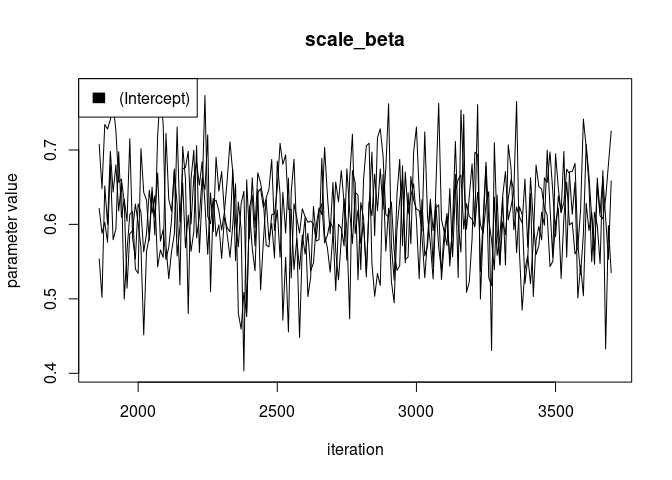 scale_beta
(Intercept)
parameter value
0.7
0.6
0.5
0.4
2000 2500 3000 3500
iteration